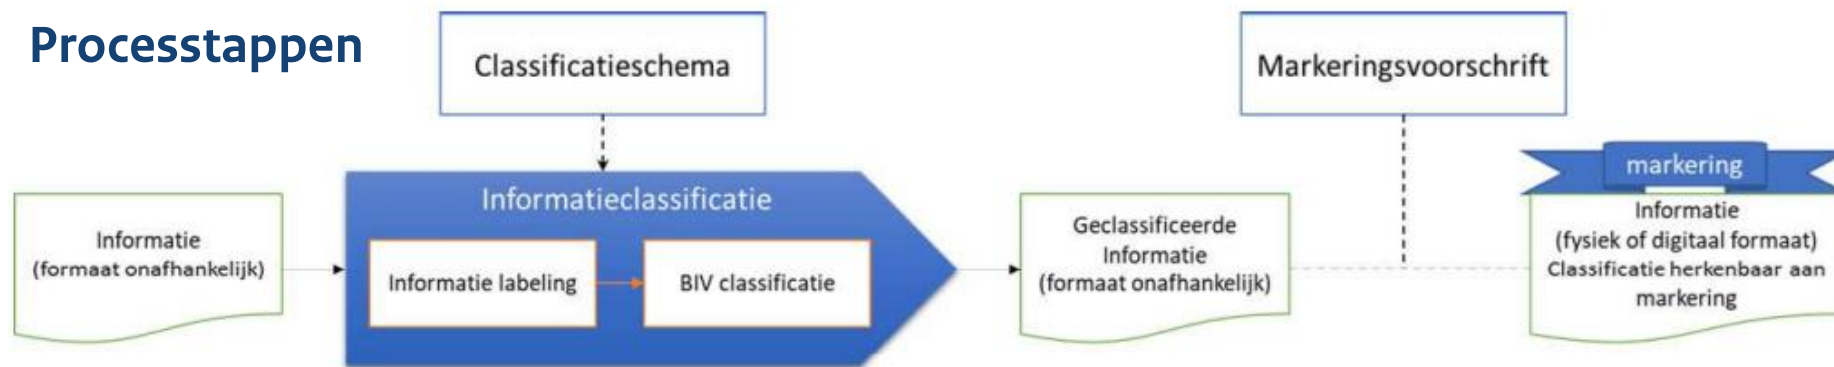 Processtappen
Classificatieschema
Markeringsvoorschrift
Informatie
(formaat onafhankelijk)
Informatieclassificatie
Informatie labeling
BIV classificatie
Geclassificeerde
Informatie
(formaat onafhankelijk)
markering
Informatie
(fysiek of digitaal formaat)
Classificatie herkenbaar aan
markering